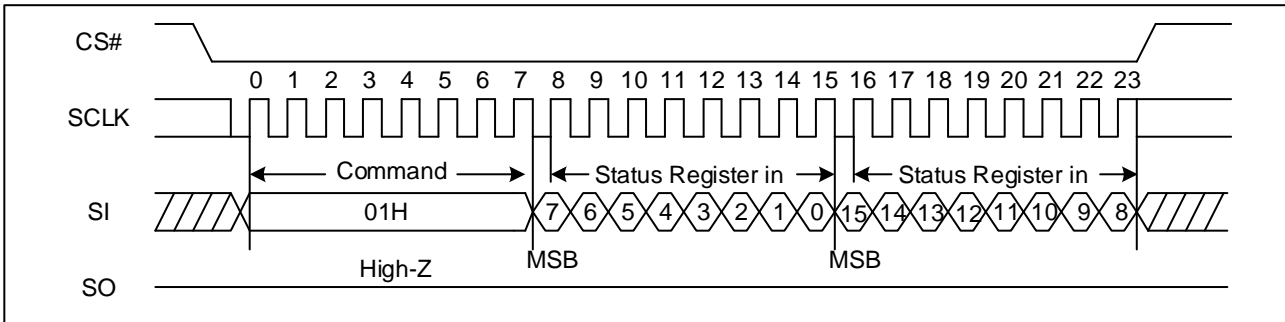 CS#
0 1 2 3 4 5 6 7 8 9 10 11 12 13 14 15 16 17 18 19 20 21 22 23
SCLK
Command Status Register in Status Register in
SI 01H 7 6 5 4 3 2 1 0 15 14 13 12 11 10 9 8
MSB MSB
High-Z
SO